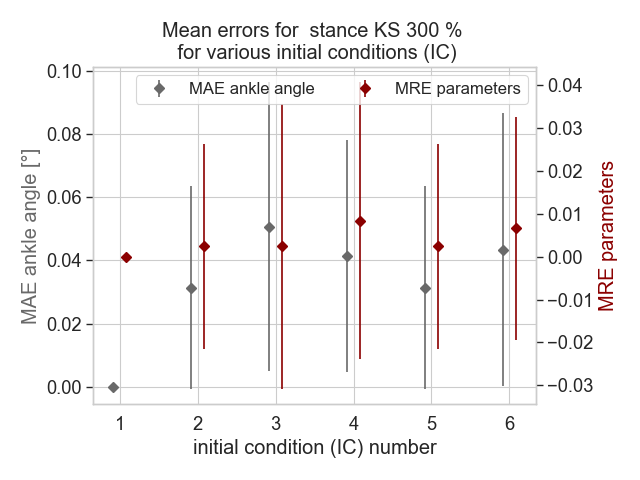 Mean errors for  stance KS 300 %
for various initial conditions (IC)
MAE ankle angle
MRE parameters
MAE ankle angle [°]
0.10
0.08
0.06
0.04
0.02
0.00
0.04
0.03
0.02
0.01
0.00
−0.01
−0.02
−0.03
MRE parameters
1 2 3 4 5 6
initial condition (IC) number